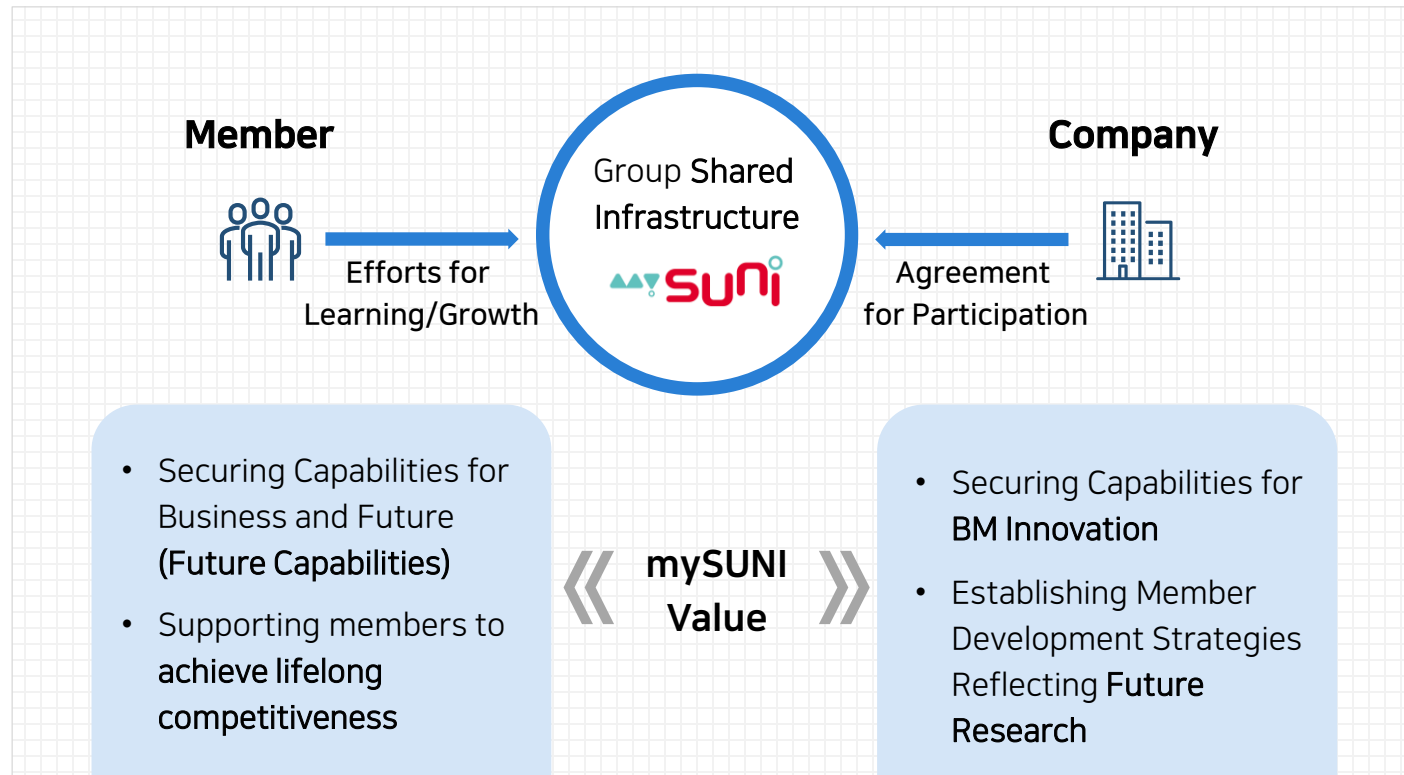 Member
Group Shared
Infrastructure
mySUNI
Efforts for
Learning/Growth
Company
Agreement
for Participation
• Securing Capabilities for
Business and Future
(Future Capabilities)
• Supporting members to
achieve lifelong
competitiveness
mySUNI
Value
• Securing Capabilities for
BM Innovation
• Establishing Member
Development Strategies
Reflecting Future
Research